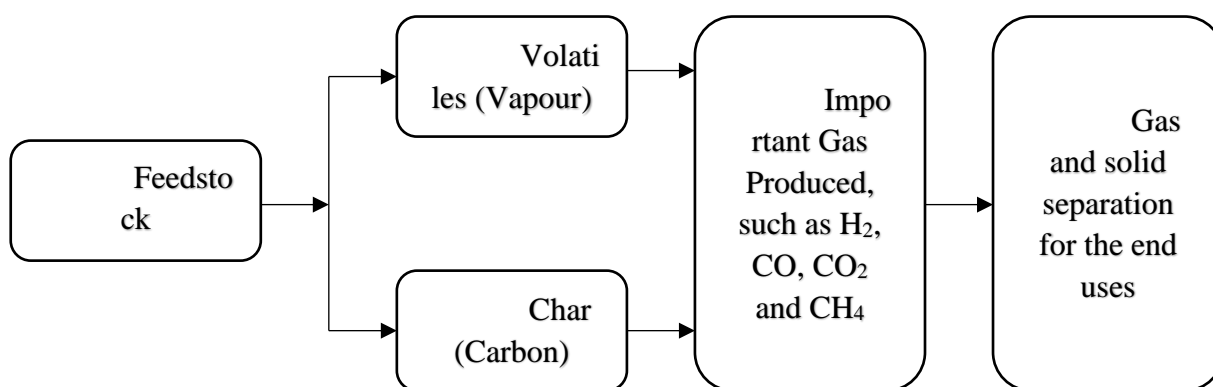 Feedsto
ck
Volati
les (Vapour)
Char
(Carbon)
Impo
rtant Gas
Produced,
such as H₂,
CO, CO₂
and CH₄
Gas
and solid
separation
for the end
uses